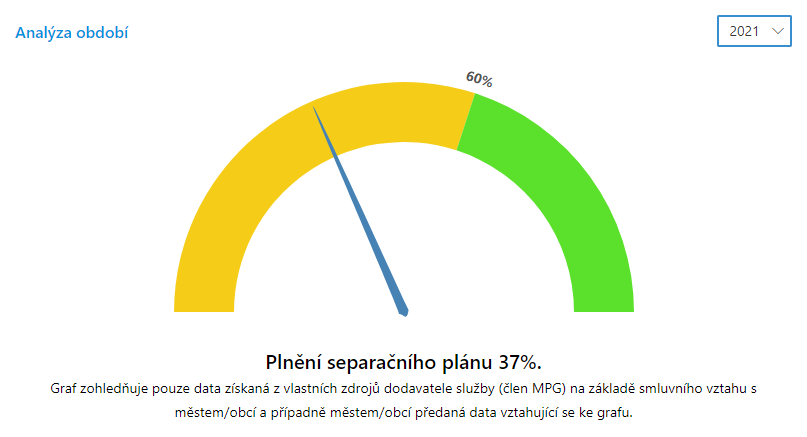 Analýza období
2021
60%
Plnění separačního plánu 37%.
Graf zohledňuje pouze data získaná z vlastních zdrojů dodavatele služby (člen MPG) na základě smluvního vztahu s
městem/obcí a případně městem/obcí předaná data vztahující se ke grafu.